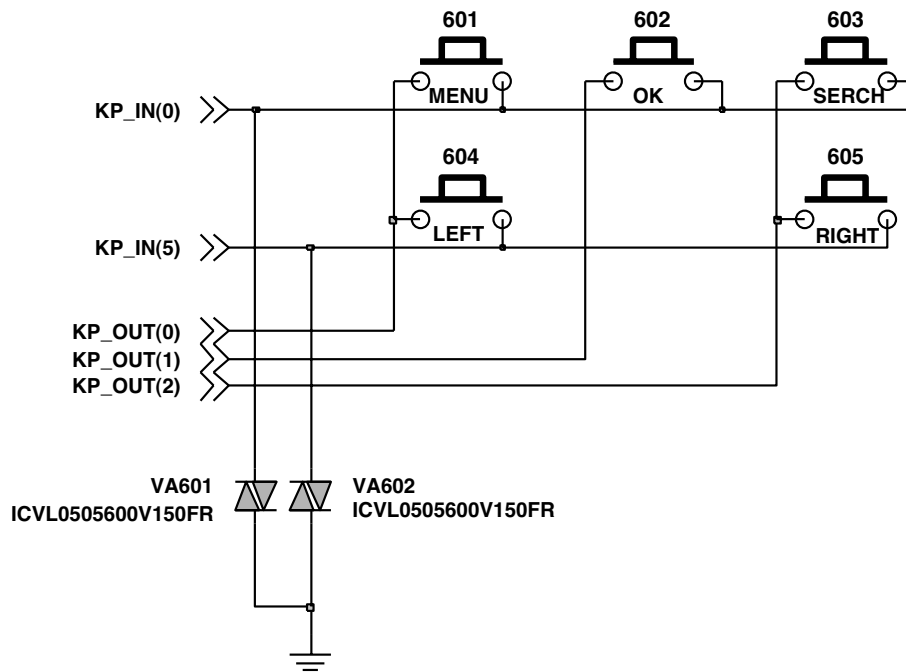 601
602
603
MENU
OK
SERCH
KP_IN(0)
604
605
LEFT
RIGHT
KP_IN(5)
KP_OUT(0)
KP_OUT(1)
KP_OUT(2)
VA601
ICVL0505600V150FR
VA602
ICVL0505600V150FR